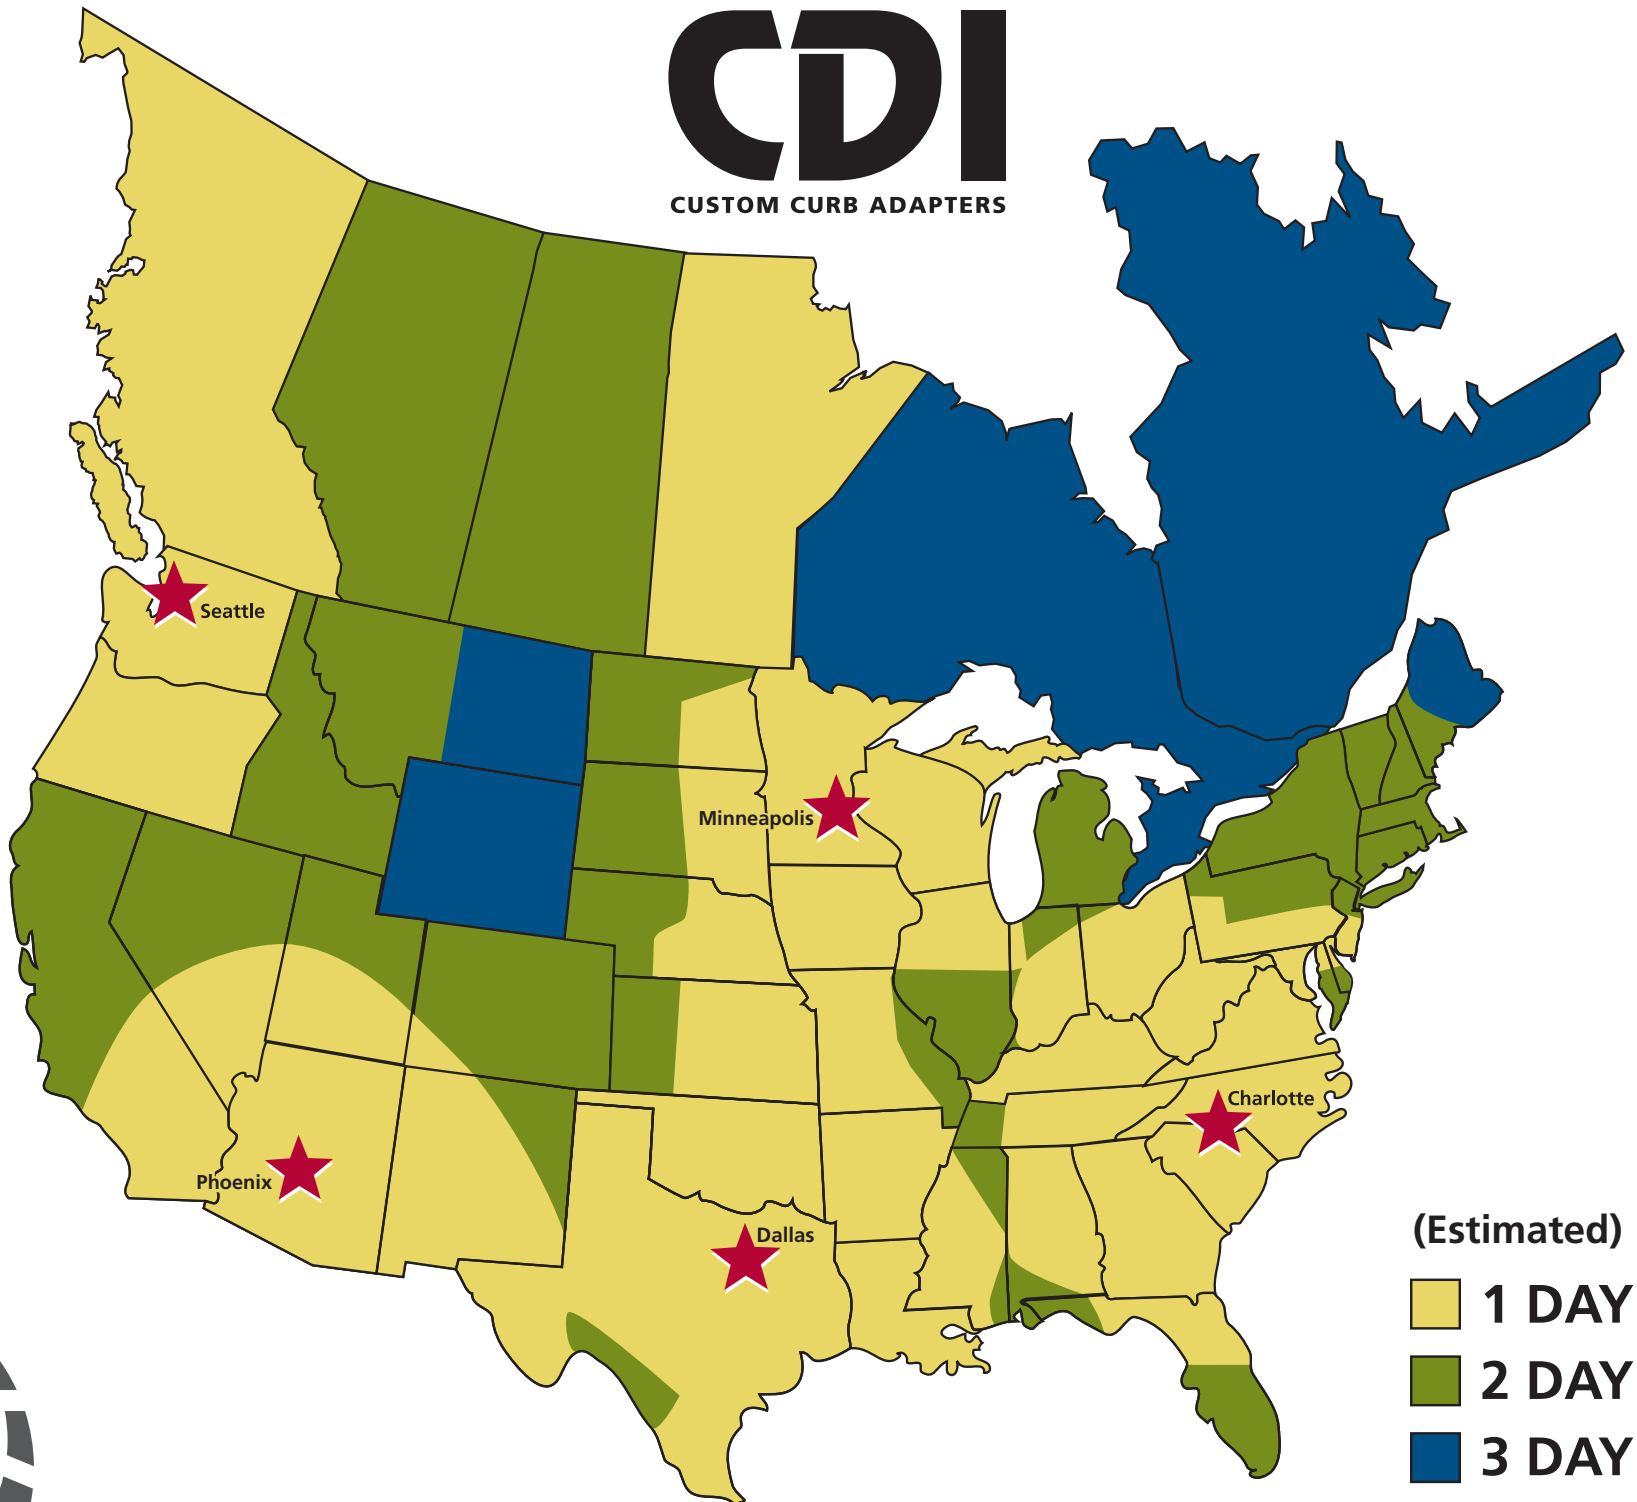 CDI
CUSTOM CURB ADAPTERS
Seattle
Minneapolis
Charlotte
Phoenix
Dallas
(Estimated)
1 DAY
2 DAY
3 DAY